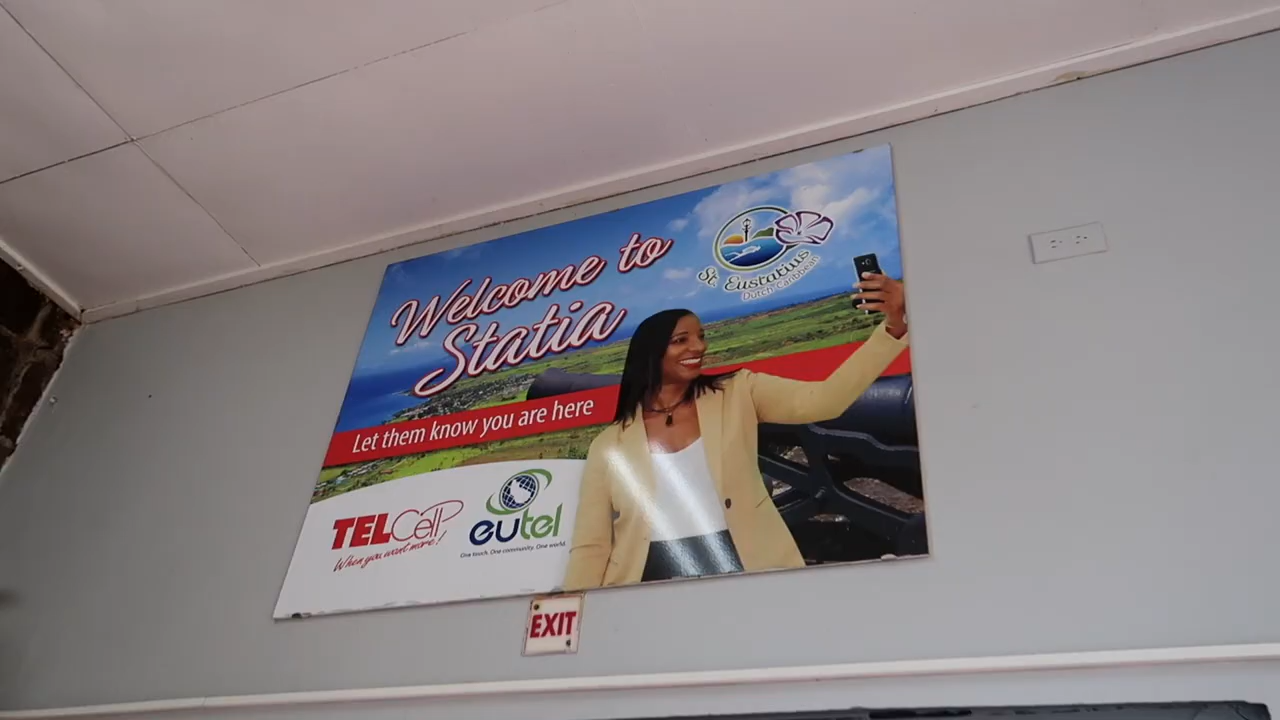 Welcome to
Statia
St. Eustatius
Dutch Caribbean
Let them know you are here
TELCell
When you want more!
eutel
One touch. One community. One world.
EXIT